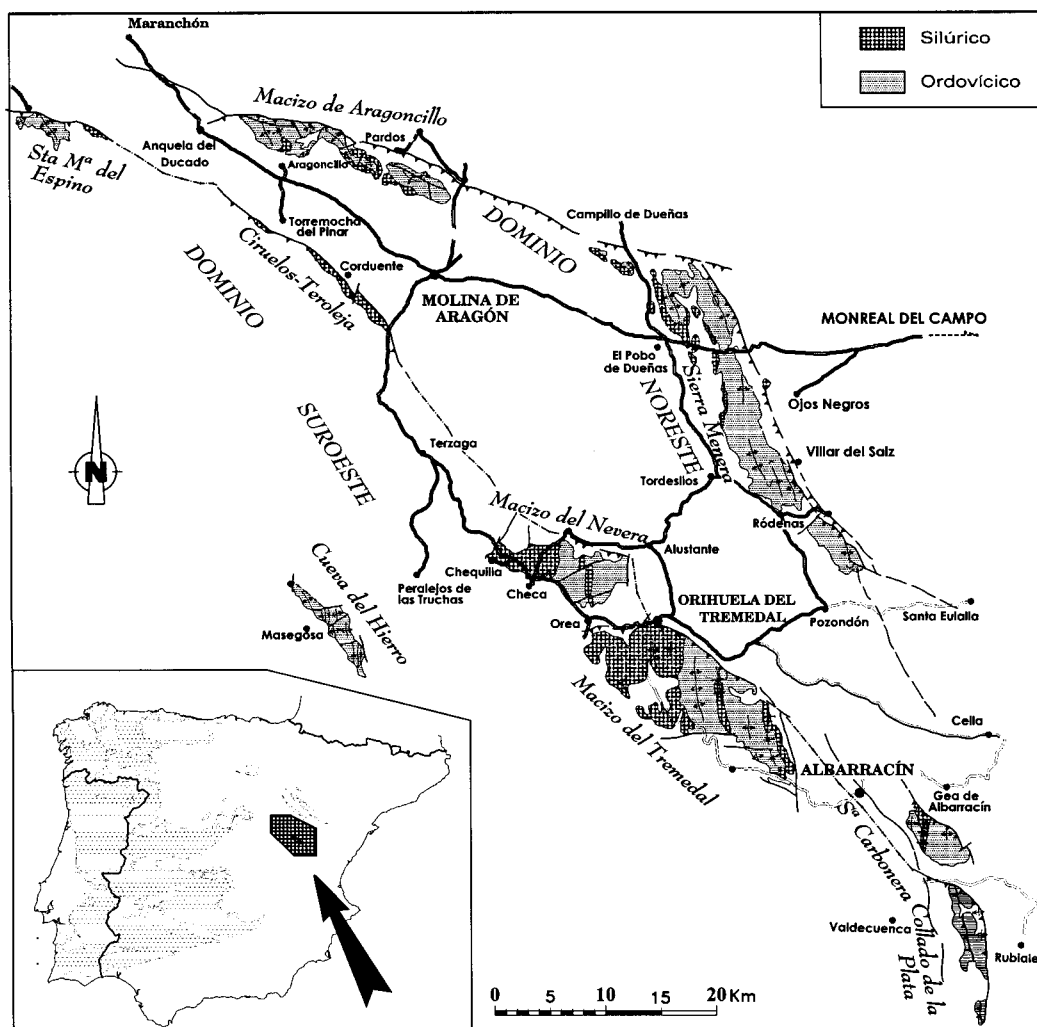 Maranchón
Silúrico
Ordovícico
Macizo de Aragoncillo
Pardos
Anquela del
Ducado
Aragoncillo
Sta Mª del
Espino
Torremocha
del Pinar
Campillo de Dueñas
DOMINIO
NORESTE
Ciruelos-Teroleja
Corduente
DOMINIO
SUROESTE
MOLINA DE
ARAGÓN
MONREAL DEL CAMPO
El Pobo
de Dueñas
Sierra Menera
Ojos Negros
N
Terzaga
Villar del Salz
Tordesilos
Macizo del Nevera
Ródenas
Alustante
Chequilla
Checa
Peralejos de
las Truchas
Cueva del Hierro
Masegosa
Orea
ORIHUELA DEL
TREMEDAL
Pozondón
Santa Eulalia
Macizo del Tremedal
Cella
ALBARRACÍN
Gea de
Albarracín
Sª Carbonera
Collado de la
Plata
Valdecuenca
Rubiale
0 5 10 15 20 Km